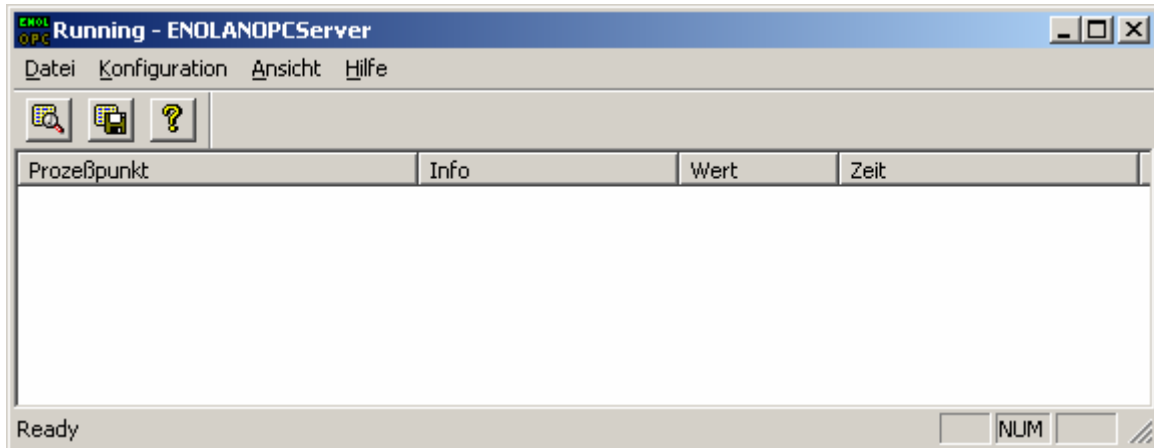 ENOL
OPC
Running - ENOLANOPCServer
Datei Konfiguration Ansicht Hilfe
Prozeßpunkt Info Wert Zeit
Ready NUM